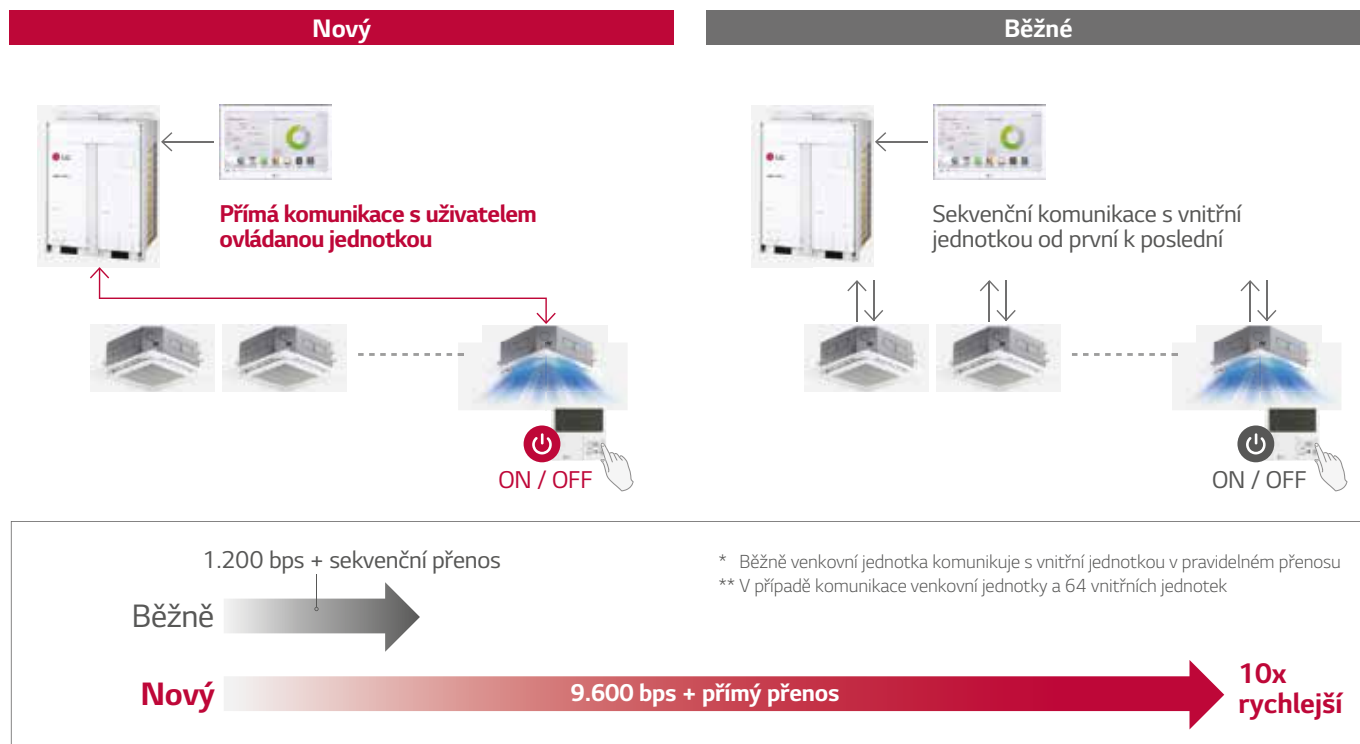 Nový
Běžné
LG
Přímá komunikace s uživatelem
ovládanou jednotkou
Sekvenční komunikace s vnitřní
jednotkou od první k poslední
ON / OFF
ON / OFF
1.200 bps + sekvenční přenos
* Běžně venkovní jednotka komunikuje s vnitřní jednotkou v pravidelném přenosu
** V případě komunikace venkovní jednotky a 64 vnitřních jednotek
Běžně
Nový
9.600 bps + přímý přenos
10x
rychlejší